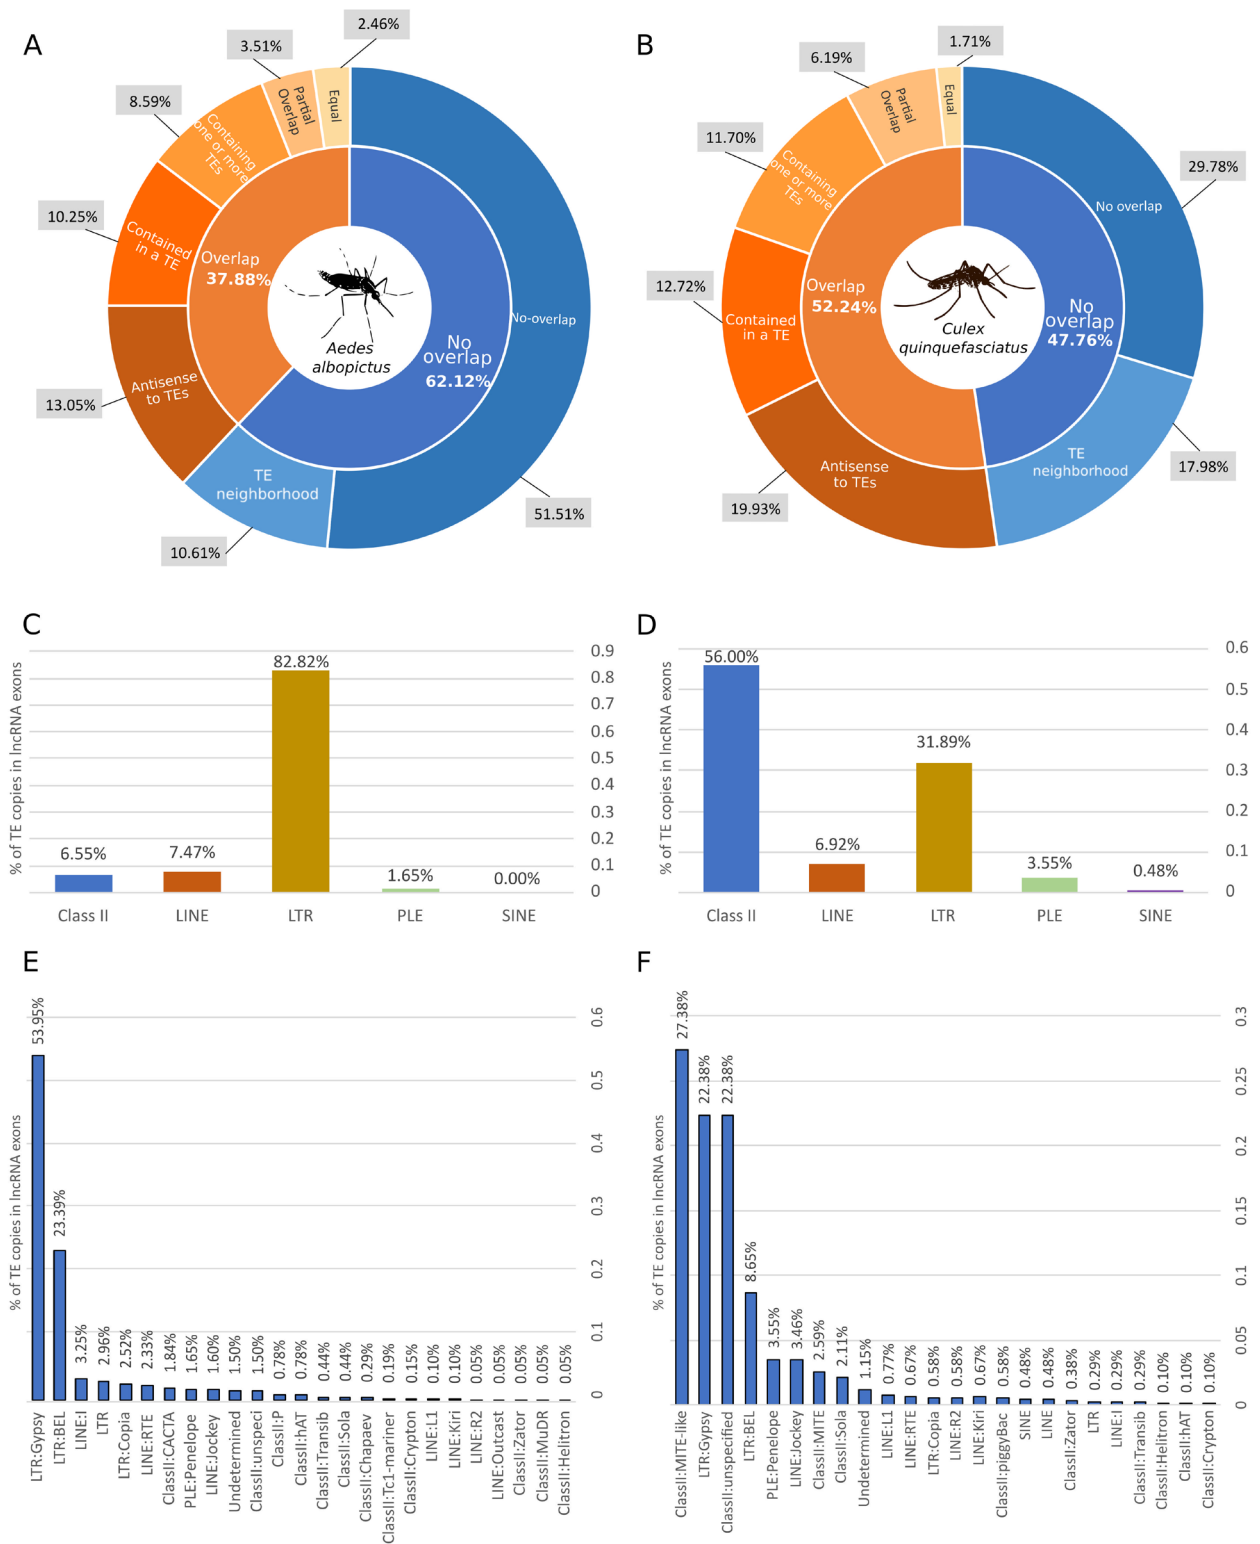 A
2.46%
3.51%
8.59%
10.25%
13.05%
10.61%
51.51%
Equal
Partial
Overlap
Containing
one or more
TEs
Contained
in a TE
Antisense
to TEs
TE
neighborhood
No-overlap
Overlap
37.88%
No
overlap
62.12%
Aedes
albopictus
B
1.71%
6.19%
11.70%
12.72%
19.93%
17.98%
29.78%
Equal
Partial
Overlap
Containing
one or more
TEs
Contained
in a TE
Antisense
to TEs
TE
neighborhood
No overlap
Overlap
52.24%
No
overlap
47.76%
Culex
quinquefasciatus
C
% of TE copies in lncRNA exons
0.9
0.8
0.7
0.6
0.5
0.4
0.3
0.2
0.1
0
6.55%
7.47%
82.82%
1.65%
0.00%
Class II
LINE
LTR
PLE
SINE
D
% of TE copies in lncRNA exons
0.6
0.5
0.4
0.3
0.2
0.1
0
56.00%
6.92%
31.89%
3.55%
0.48%
Class II
LINE
LTR
PLE
SINE
E
% of TE copies in lncRNA exons
0.6
0.5
0.4
0.3
0.2
0.1
0
53.95%
23.39%
3.25%
2.96%
2.52%
2.33%
1.84%
1.65%
1.60%
1.50%
1.50%
0.78%
0.78%
0.44%
0.44%
0.29%
0.19%
0.15%
0.10%
0.10%
0.05%
0.05%
0.05%
0.05%
0.05%
LTR:Gypsy
LTR:BEL
LINE:I
LTR
LTR:Copia
LINE:RTE
ClassII:CACTA
PLE:Penelope
LINE:Jockey
Undetermined
ClassII:unspeci
ClassII:P
ClassII:hAT
ClassII:Transib
ClassII:Sola
ClassII:Chapaev
ClassII:Tc1-mariner
ClassII:Crypton
LINE:L1
LINE:Kiri
LINE:R2
LINE:Outcast
ClassII:Zator
ClassII:MuDR
ClassII:Helitron
F
% of TE copies in lncRNA exons
0.3
0.25
0.2
0.15
0.1
0.05
0
27.38%
22.38%
22.38%
8.65%
3.55%
3.46%
2.59%
2.11%
1.15%
0.77%
0.67%
0.58%
0.58%
0.67%
0.58%
0.48%
0.48%
0.38%
0.29%
0.29%
0.29%
0.10%
0.10%
0.10%
ClassII:MITE-like
LTR:Gypsy
ClassII:unspecified
LTR:BEL
PLE:Penelope
LINE:Jockey
ClassII:MITE
ClassII:Sola
Undetermined
LINE:L1
LINE:RTE
LTR:Copia
LINE:R2
LINE:Kiri
ClassII:piggyBac
SINE
LINE
ClassII:Zator
LTR
LINE:I
ClassII:Transib
ClassII:Helitron
ClassII:hAT
ClassII:Crypton